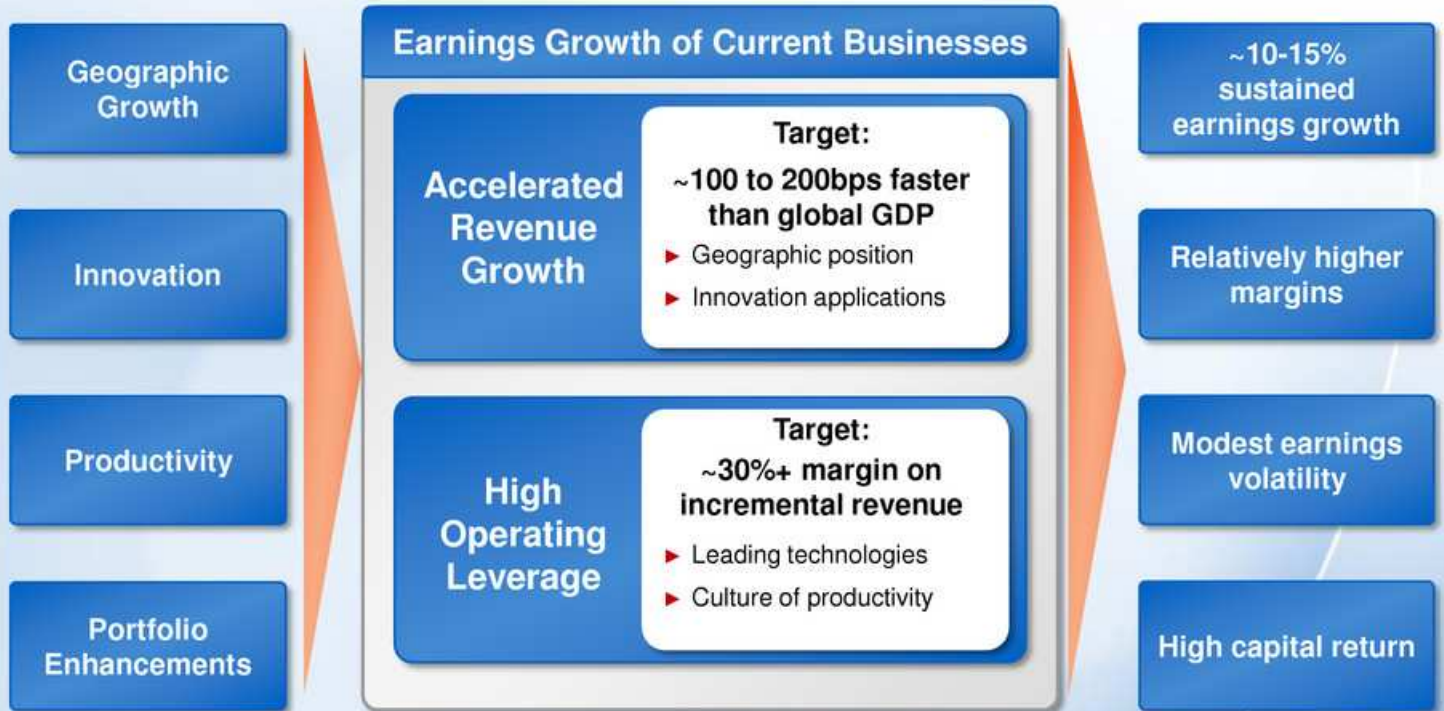 Geographic
Growth
Innovation
Productivity
Portfolio
Enhancements
Earnings Growth of Current Businesses
Accelerated
Revenue
Growth
Target:
~100 to 200bps faster
than global GDP
► Geographic position
► Innovation applications
High
Operating
Leverage
Target:
~30%+ margin on
incremental revenue
► Leading technologies
► Culture of productivity
~10-15%
sustained
earnings growth
Relatively higher
margins
Modest earnings
volatility
High capital return